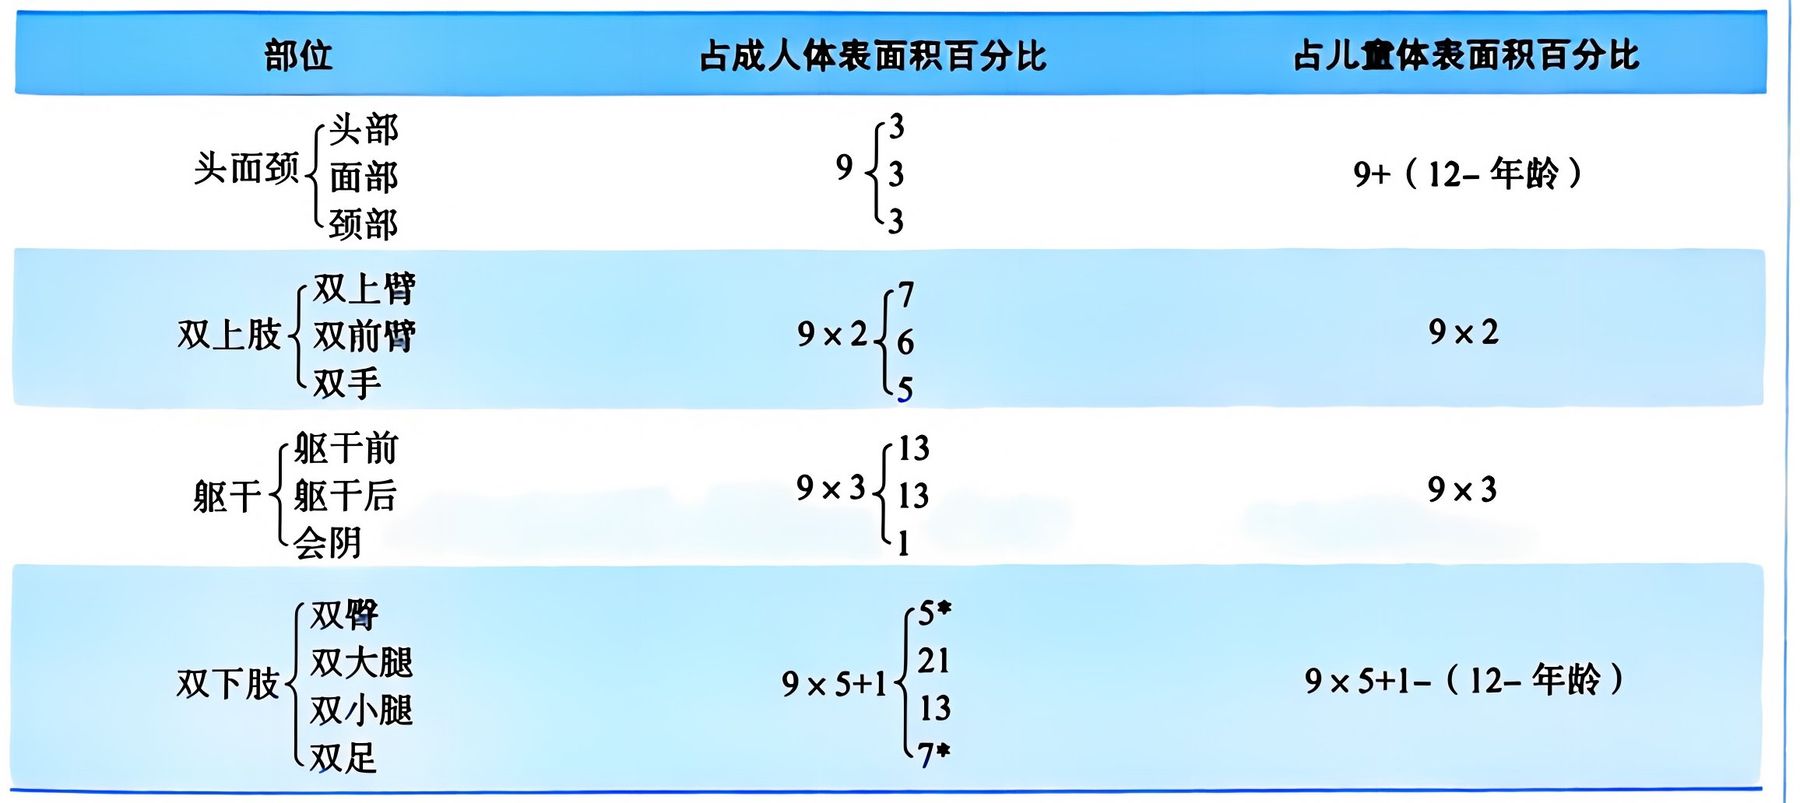 部位 占成人体表面积百分比 占儿童体表面积百分比
头面颈 头部 9 3 9+（12-年龄）
面部 3
颈部 3
双上肢 双上臂 9×2 7 9×2
双前臂 6
双手 5
躯干 躯干前 9×3 13 9×3
躯干后 13
会阴 1
双下肢 双臀 9×5+1 5* 9×5+1-（12-年龄）
双大腿 21
双小腿 13
双足 7*